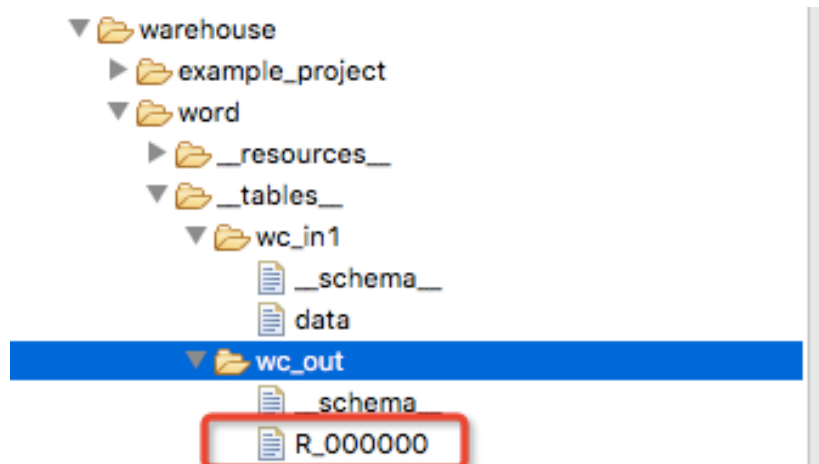 warehouse
example_project
word
__resources__
__tables__
wc_in1
__schema__
data
wc_out
__schema__
R_000000